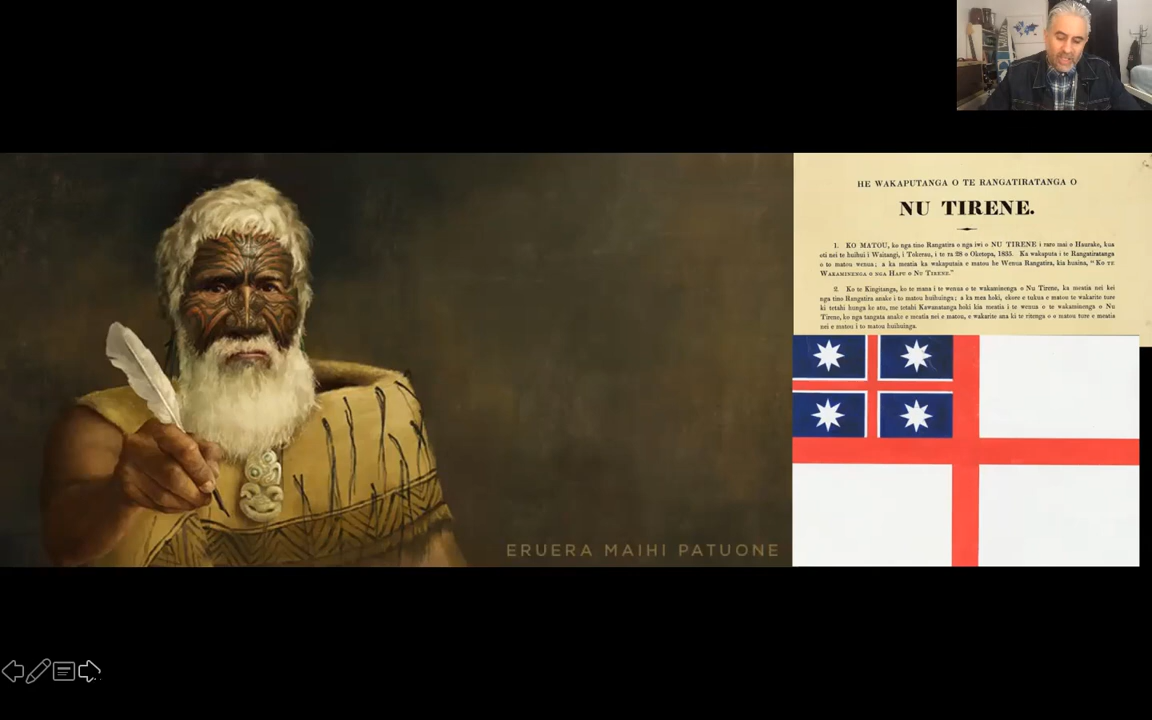 HE WAKAPUTANGA O TE RANGATIRATANGA O
NU TIRENE.
1. KO MATOU, ko nga tino Rangatira o nga iwi o NU TIRENE i raro mai o Haurake, kua
oti nei te huihui i Waitangi, i Tokerau, i te ra 28 o Oketopa, 1835. Ka wakaputa i te Rangatiratanga
o to matou wenua; a ka meatia ka wakaputaia e matou he Wenua Rangatira, kia huaina, "KO TE
WAKAMINENGA O NGA HAPU O NU TIRENE."
2. Ko te Kingitanga, ko te mana i te wenua o te wakaminenga o Nu Tirene, ka meatia nei kei
nga tino Rangatira anake i to matou huihuinga; a ka mea hoki, ekore e tukua e matou te wakarite ture
ki tetahi hunga ke atu, me tetahi Kawanatanga hoki kia meatia i te wenua o te wakaminenga o Nu
Tirene, ko nga tangata anake e meatia nei e matou, e wakarite ana ki te ritenga o o matou ture e meatia
nei e matou i to matou huihuinga.
ERUERA MAIHI PATUONE